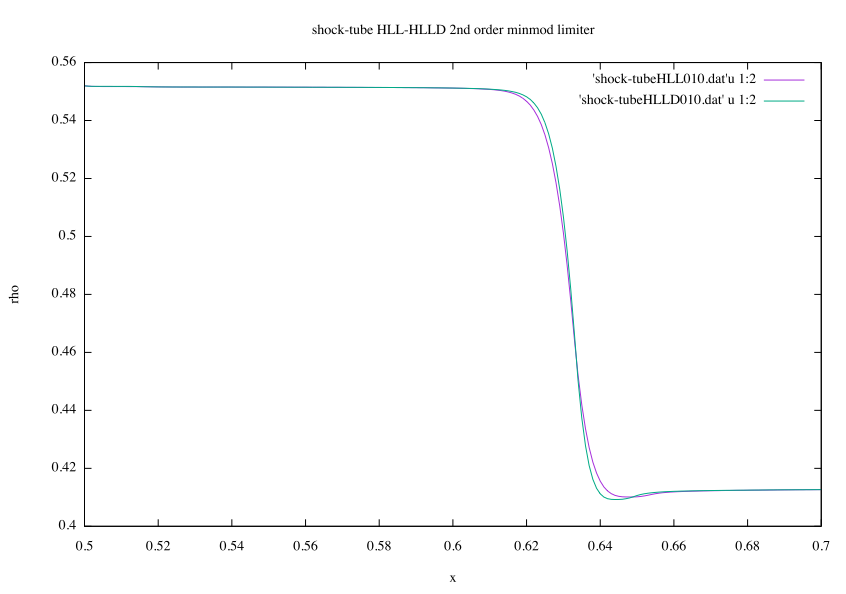 shock-tube HLL-HLLD 2nd order minmod limiter
'shock-tubeHLL010.dat'u 1:2
'shock-tubeHLLD010.dat' u 1:2
0.56
0.54
0.52
0.5
0.48
0.46
0.44
0.42
0.4
rho
0.5 0.52 0.54 0.56 0.58 0.6 0.62 0.64 0.66 0.68 0.7
x